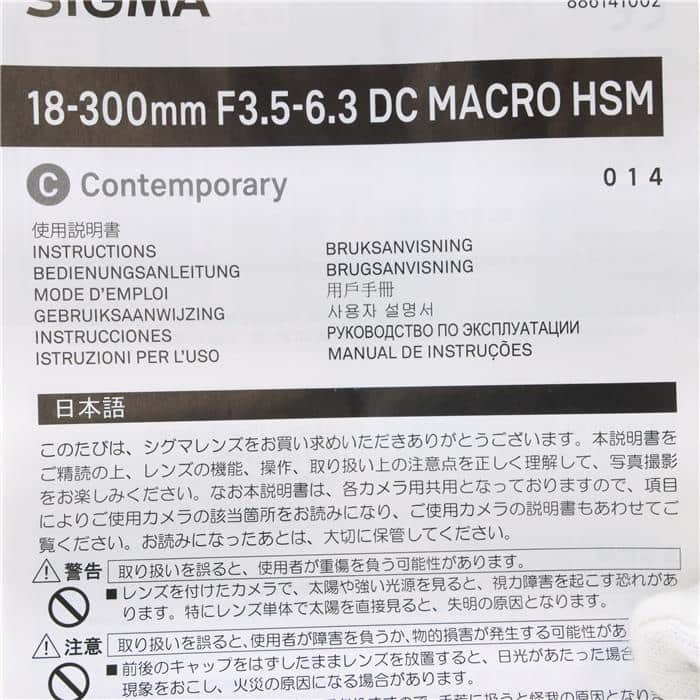 SIGMA
886141002
18-300mm F3.5-6.3 DC MACRO HSM
C Contemporary
014
使用説明書
INSTRUCTIONS
BEDIENUNGSANLEITUNG
MODE D'EMPLOI
GEBRUIKSAANWIJZING
INSTRUCCIONES
ISTRUZIONI PER L'USO
BRUKSANVISNING
BRUGSANVISNING
用戶手冊
사용자 설명서
РУКОВОДСТВО ПО ЭКСПЛУАТАЦИИ
MANUAL DE INSTRUÇÕES
日本語
このたびは、シグマレンズをお買い求めいただきありがとうございます。本説明書を
ご精読の上、レンズの機能、操作、取り扱い上の注意点を正しく理解して、写真撮影
をお楽しみください。なお本説明書は、各カメラ用共用となっておりますので、項目
によりご使用カメラの該当箇所をお読みになり、ご使用カメラの説明書もあわせてご
覧ください。お読みになったあとは、大切に保管してください。
警告 取り扱いを誤ると、使用者が重傷を負う可能性があります。
■レンズを付けたカメラで、太陽や強い光源を見ると、視力障害を起こす恐れがあ
ります。特にレンズ単体で太陽を直接見ると、失明の原因となります。
注意 取り扱いを誤ると、使用者が障害を負うか、物的損害が発生する可能性があ
■前後のキャップをはずしたままレンズを放置すると、日光があたった場合
現象をおこし、火災の原因になる場合があります。